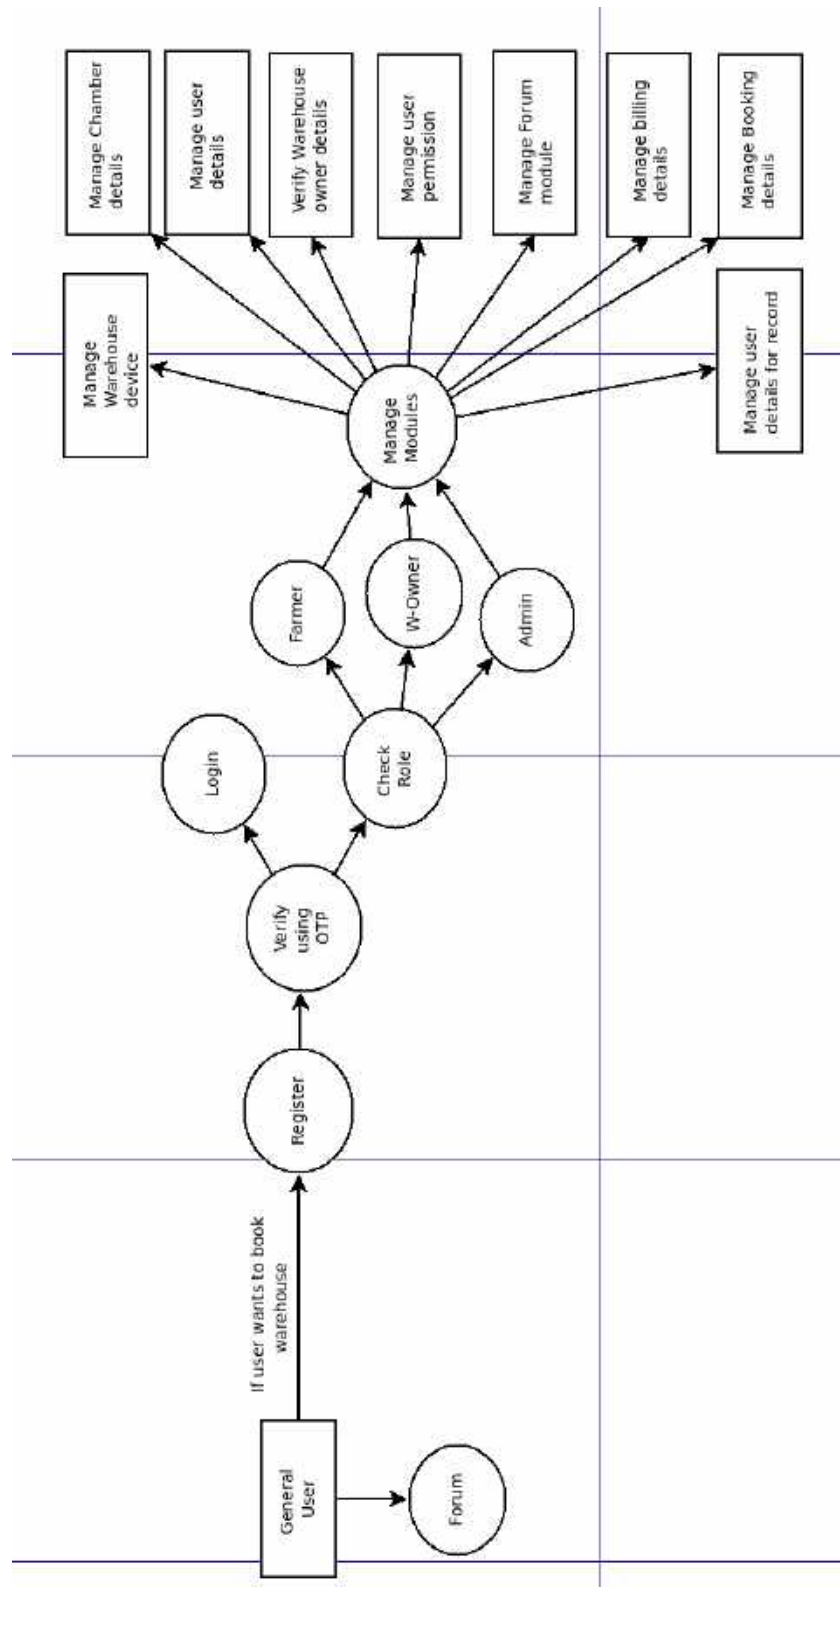 General
User
Forum
If user wants to book
warehouse
Register
Verify
using
OTP
Login
Check
Role
Farmer
W-Owner
Admin
Manage
Modules
Manage
Warehouse
device
Manage Chamber
details
Manage user
details
Verify Warehouse
owner details
Manage user
permission
Manage Forum
module
Manage billing
details
Manage Booking
details
Manage user
details for record